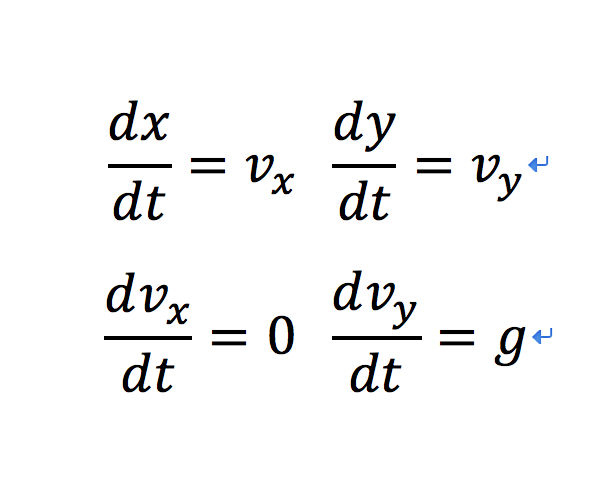 dx/dt = v_x dy/dt = v_y↵
dv_x/dt = 0 dv_y/dt = g↵